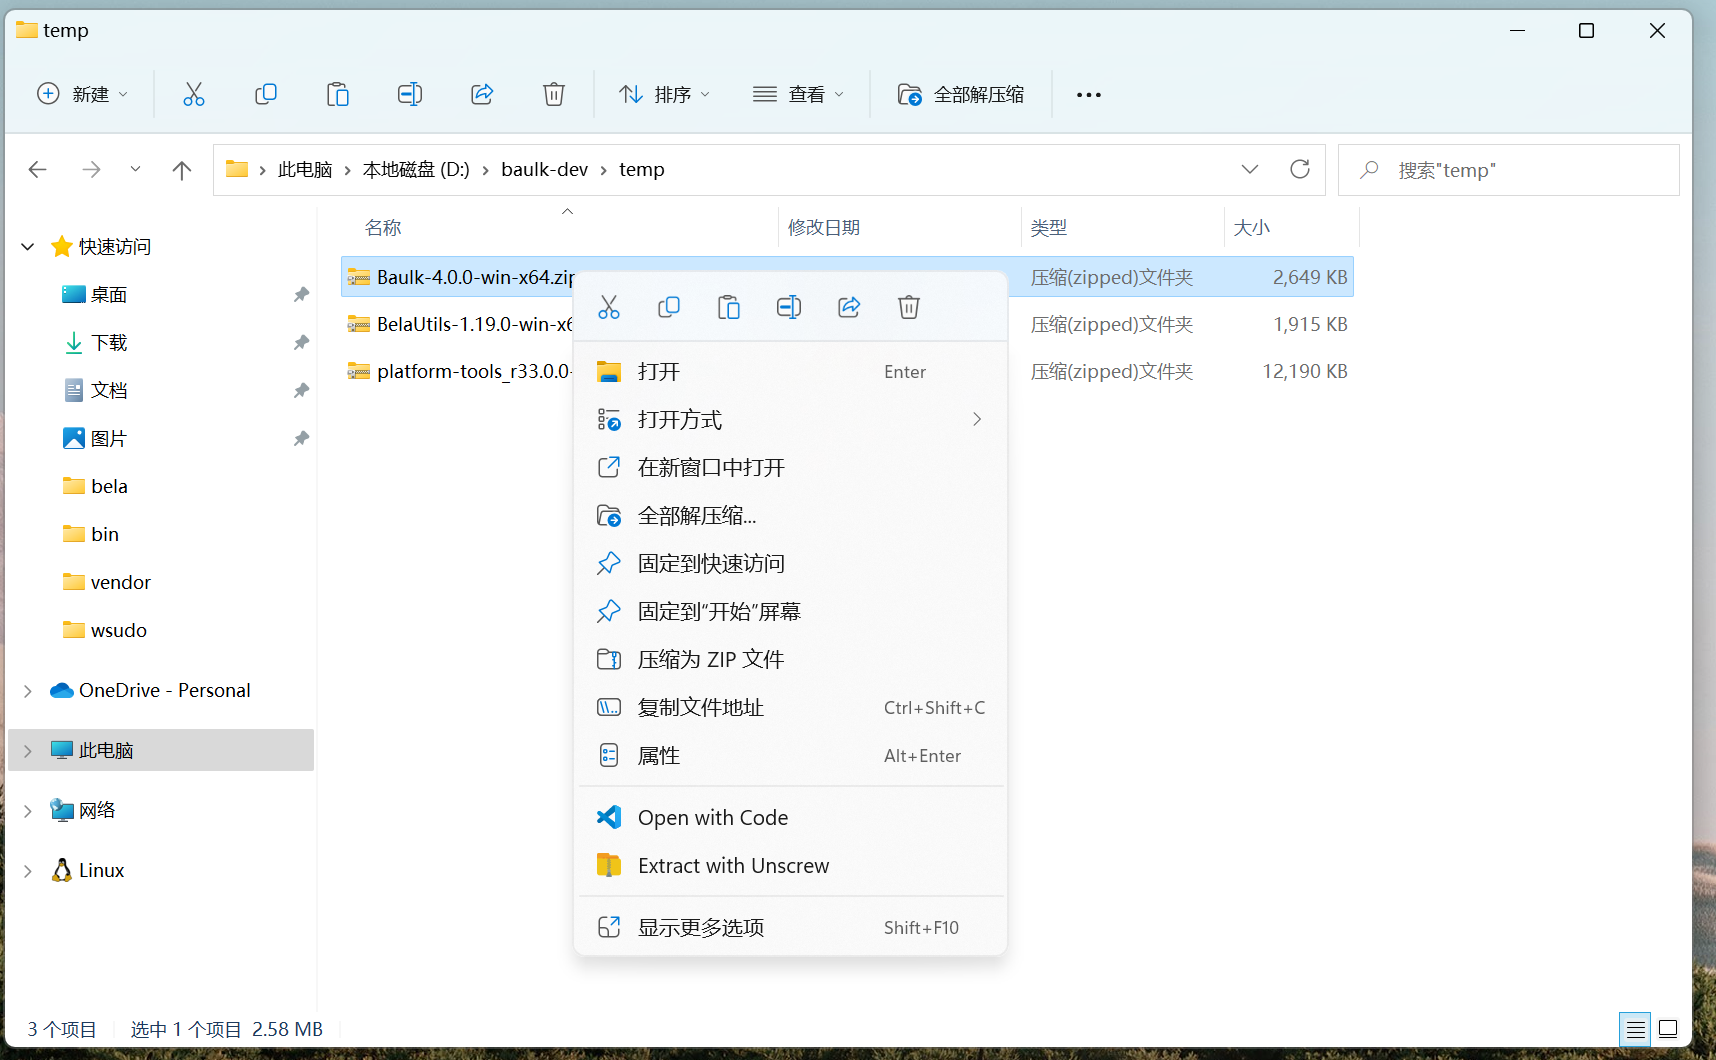 temp
新建
排序
查看
全部解压缩
此电脑 > 本地磁盘 (D:) > baulk-dev > temp
搜索"temp"
名称 修改日期 类型 大小
快速访问
桌面
下载
文档
图片
bela
bin
vendor
wsudo
OneDrive - Personal
此电脑
网络
Linux
Baulk-4.0.0-win-x64.zip 压缩(zipped)文件夹 2,649 KB
BelaUtils-1.19.0-win-x6 压缩(zipped)文件夹 1,915 KB
platform-tools_r33.0.0- 压缩(zipped)文件夹 12,190 KB
打开 Enter
打开方式
在新窗口中打开
全部解压缩...
固定到快速访问
固定到"开始"屏幕
压缩为 ZIP 文件
复制文件地址 Ctrl+Shift+C
属性 Alt+Enter
Open with Code
Extract with Unscrew
显示更多选项 Shift+F10
3 个项目 选中 1 个项目 2.58 MB